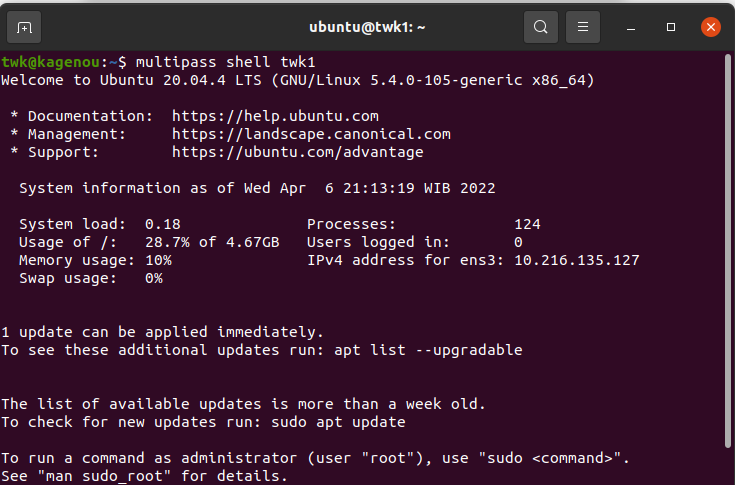 ubuntu@twk1: ~
twk@kagenou:~$ multipass shell twk1
Welcome to Ubuntu 20.04.4 LTS (GNU/Linux 5.4.0-105-generic x86_64)
* Documentation:  https://help.ubuntu.com
* Management:     https://landscape.canonical.com
* Support:        https://ubuntu.com/advantage
System information as of Wed Apr  6 21:13:19 WIB 2022
System load:  0.18              Processes:             124
Usage of /:   28.7% of 4.67GB   Users logged in:       0
Memory usage: 10%               IPv4 address for ens3: 10.216.135.127
Swap usage:   0%
1 update can be applied immediately.
To see these additional updates run: apt list --upgradable
The list of available updates is more than a week old.
To check for new updates run: sudo apt update
To run a command as administrator (user "root"), use "sudo <command>".
See "man sudo_root" for details.